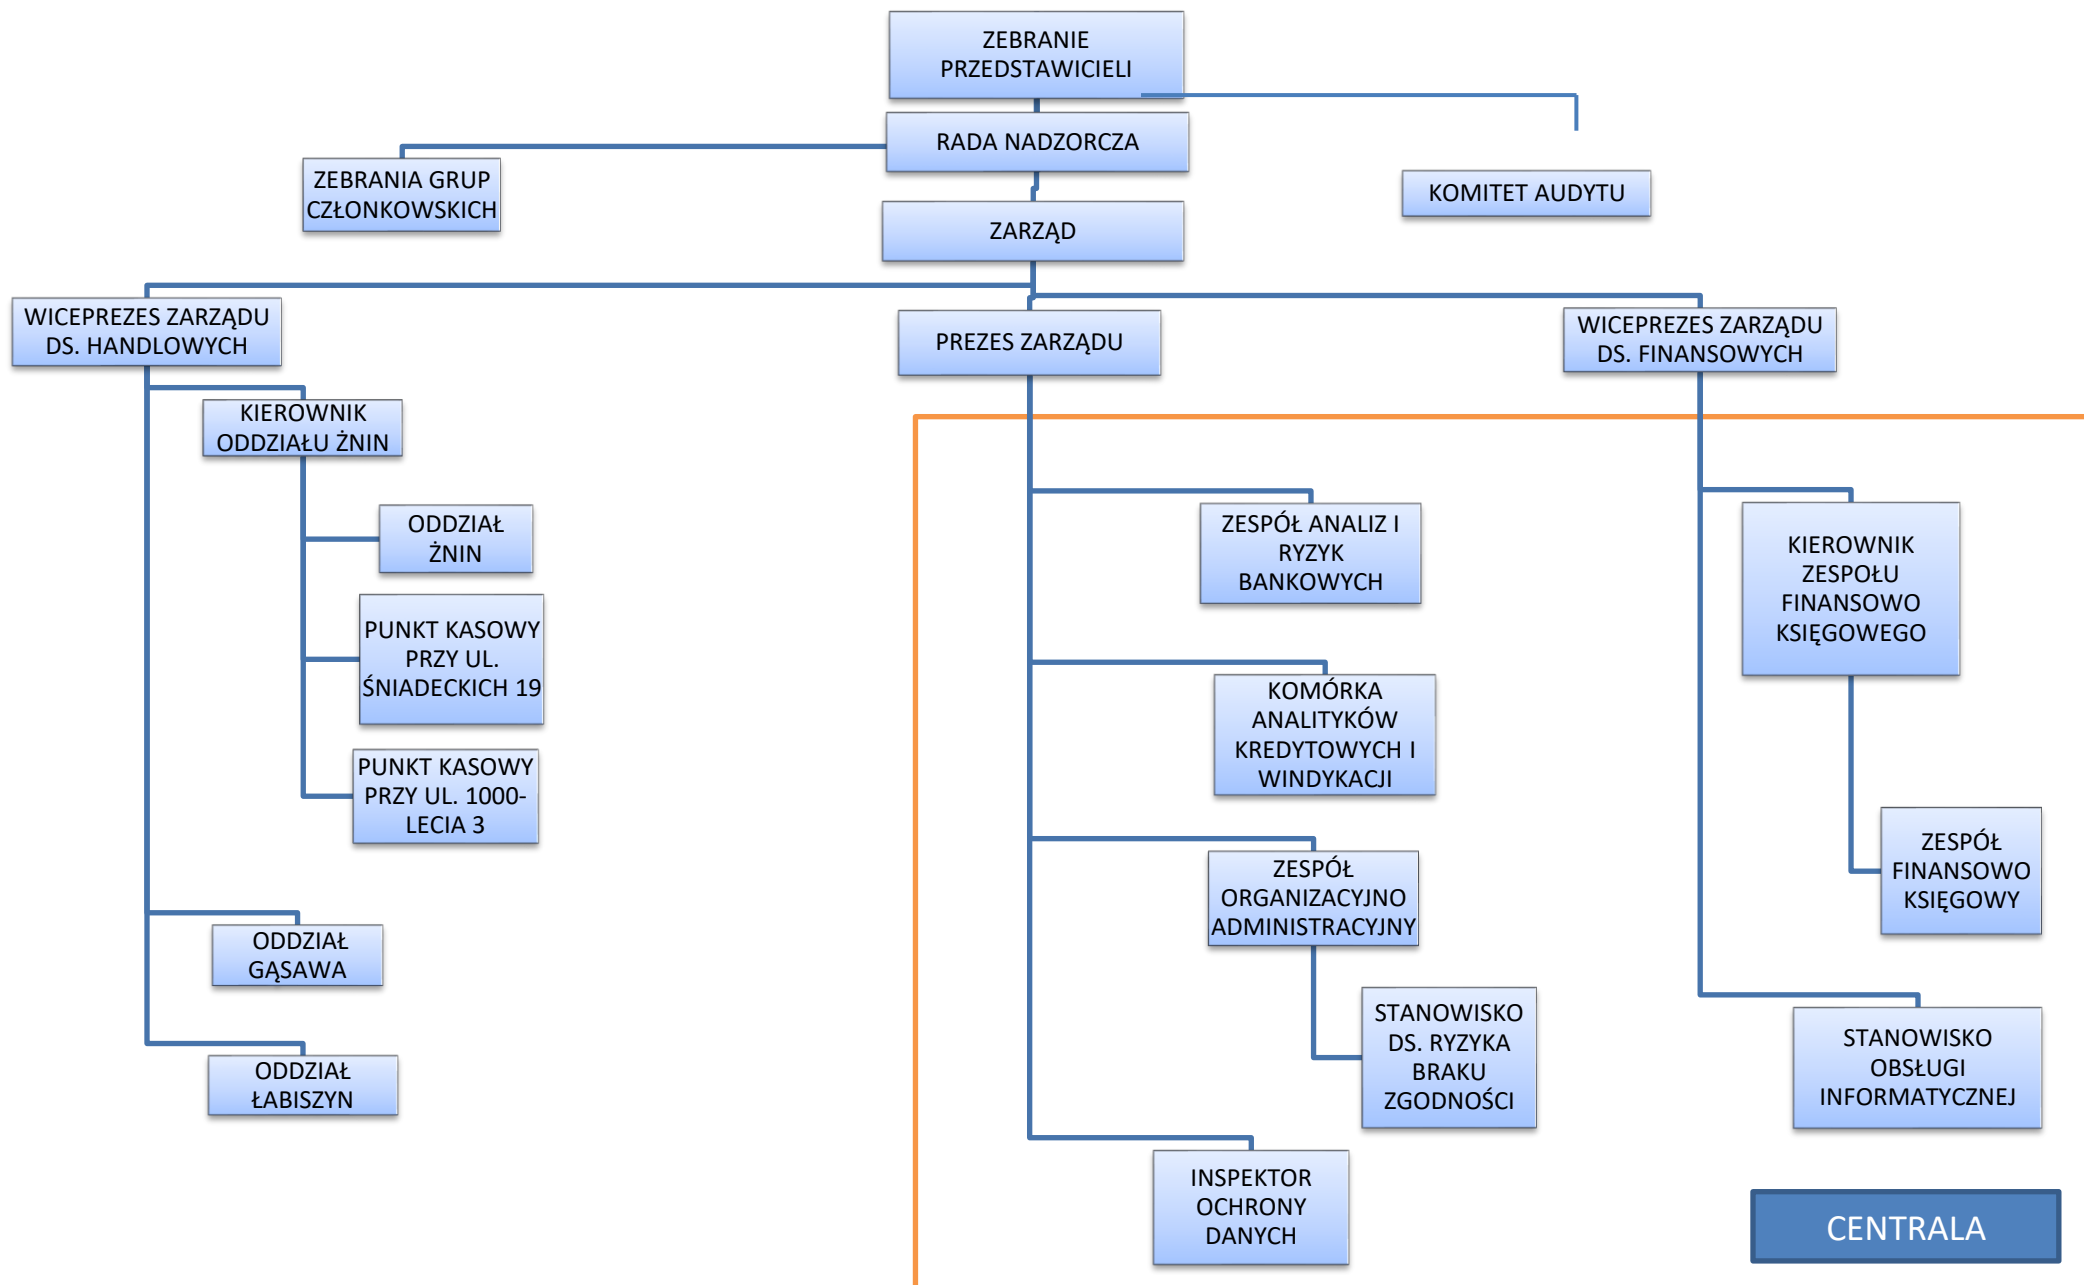 ZEBRANIE
PRZEDSTAWICIELI
RADA NADZORCZA
ZEBRANIA GRUP
CZŁONKOWSKICH
KOMITET AUDYTU
ZARZĄD
WICEPREZES ZARZĄDU
DS. HANDLOWYCH
PREZES ZARZĄDU
WICEPREZES ZARZĄDU
DS. FINANSOWYCH
KIEROWNIK
ODDZIAŁU ŻNIN
ODDZIAŁ
ŻNIN
PUNKT KASOWY
PRZY UL.
ŚNIADECKICH 19
PUNKT KASOWY
PRZY UL. 1000-
LECIA 3
ODDZIAŁ
GĄSAWA
ODDZIAŁ
ŁABISZYN
ZESPÓŁ ANALIZ I
RYZYK
BANKOWYCH
KOMÓRKA
ANALITYKÓW
KREDYTOWYCH I
WINDYKACJI
ZESPÓŁ
ORGANIZACYJNO
ADMINISTRACYJNY
STANOWISKO
DS. RYZYKA
BRAKU
ZGODNOŚCI
INSPEKTOR
OCHRONY
DANYCH
KIEROWNIK
ZESPOŁU
FINANSOWO
KSIĘGOWEGO
ZESPÓŁ
FINANSOWO
KSIĘGOWY
STANOWISKO
OBSŁUGI
INFORMATYCZNEJ
CENTRALA